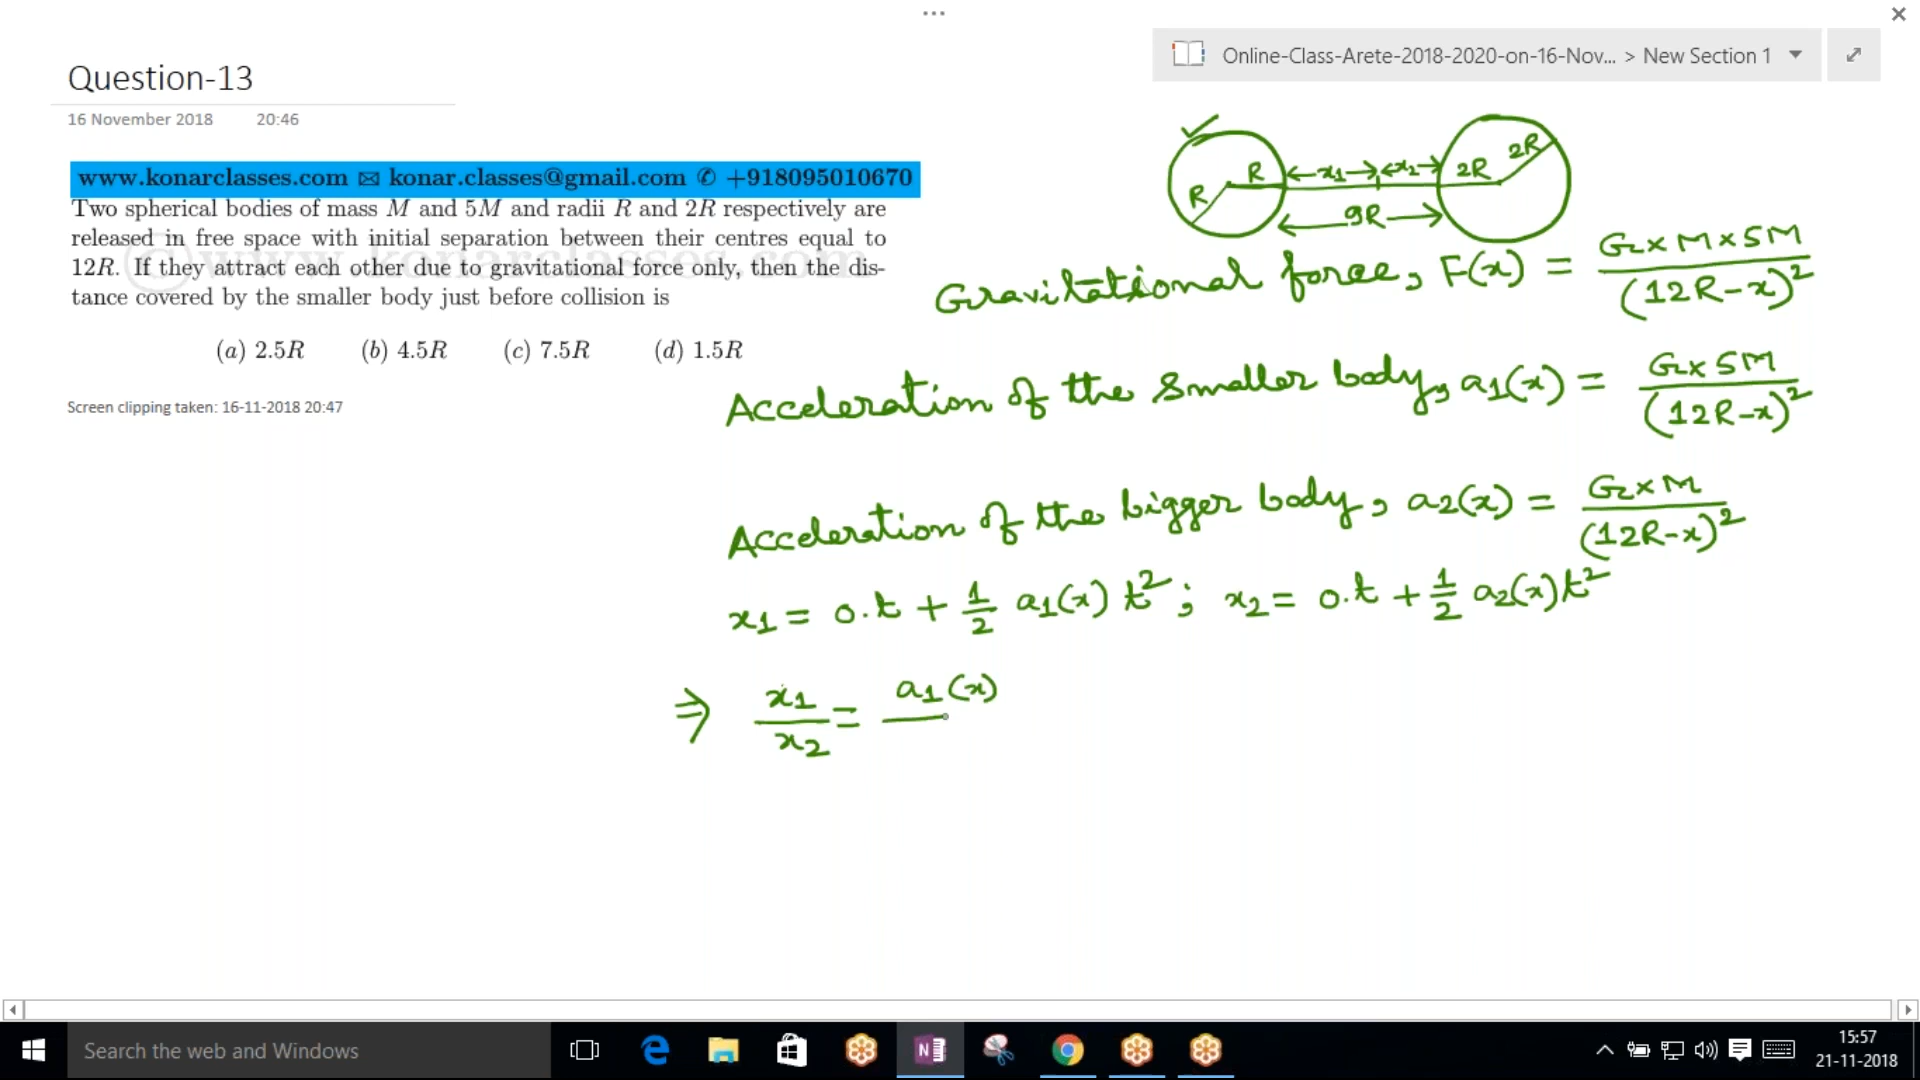 ...
Online-Class-Arete-2018-2020-on-16-Nov... > New Section 1
Question-13
16 November 2018 20:46
www.konarclasses.com ✉ konar.classes@gmail.com ✆ +918095010670
Two spherical bodies of mass M and 5M and radii R and 2R respectively are
released in free space with initial separation between their centres equal to
12R. If they attract each other due to gravitational force only, then the dis-
tance covered by the smaller body just before collision is
(a) 2.5R (b) 4.5R (c) 7.5R (d) 1.5R
Screen clipping taken: 16-11-2018 20:47
R R x1 x2 2R 2R
9R
Gravitational force, F(x) = G×M×5M / (12R-x)²
Acceleration of the smaller body, a1(x) = G×5M / (12R-x)²
Acceleration of the bigger body, a2(x) = G×M / (12R-x)²
x1 = 0.t + 1/2 a1(x) t² ; x2 = 0.t + 1/2 a2(x) t²
⇒ x1/x2 = a1(x)
Search the web and Windows
15:57
21-11-2018